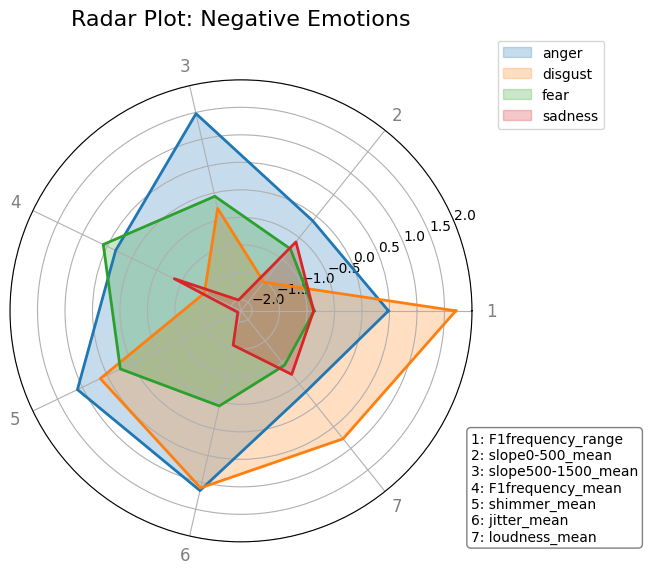 Radar Plot: Negative Emotions
anger
disgust
fear
sadness
3
2
4
2.0
1.5
1.0
0.5
0.0
−0.5
−1.0
−1.5
−2.0
1
5
6
7
1: F1frequency_range
2: slope0-500_mean
3: slope500-1500_mean
4: F1frequency_mean
5: shimmer_mean
6: jitter_mean
7: loudness_mean